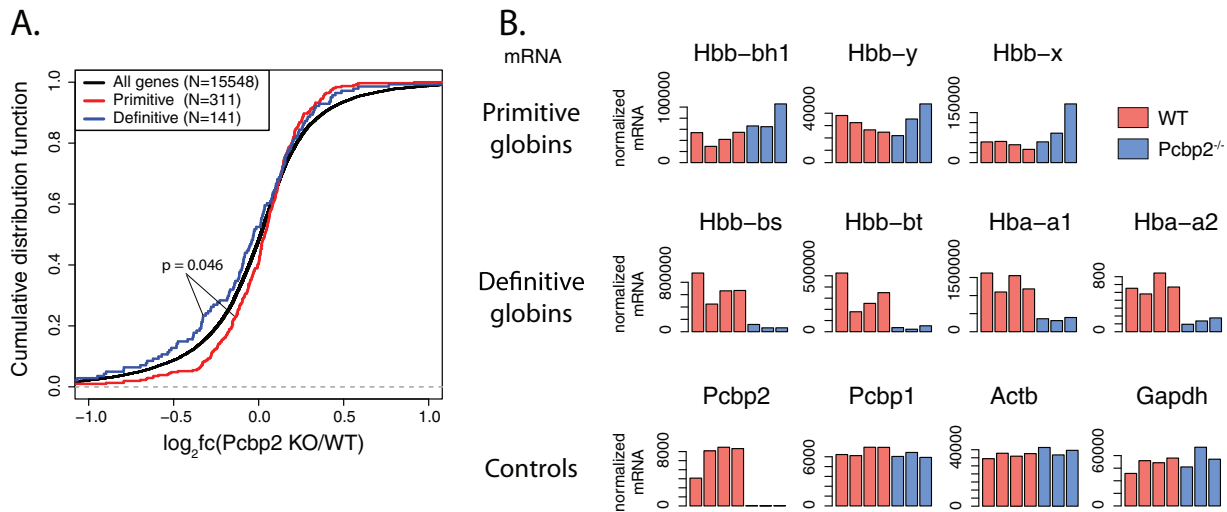 A.
All genes (N=15548)
Primitive (N=311)
Definitive (N=141)
Cumulative distribution function
1.0
0.8
0.6
0.4
0.2
0.0
p = 0.046
−1.0 −0.5 0.0 0.5 1.0
log2fc(Pcbp2 KO/WT)
B.
mRNA
Primitive
globins
normalized
mRNA
Hbb−bh1
0 100000
Hbb−y
0 40000
Hbb−x
0 150000
WT
Pcbp2-/-
Definitive
globins
normalized
mRNA
Hbb−bs
0 800000
Hbb−bt
0 500000
Hba−a1
0 150000
Hba−a2
0 800
Controls
normalized
mRNA
Pcbp2
0 8000
Pcbp1
0 6000
Actb
0 40000
Gapdh
0 60000